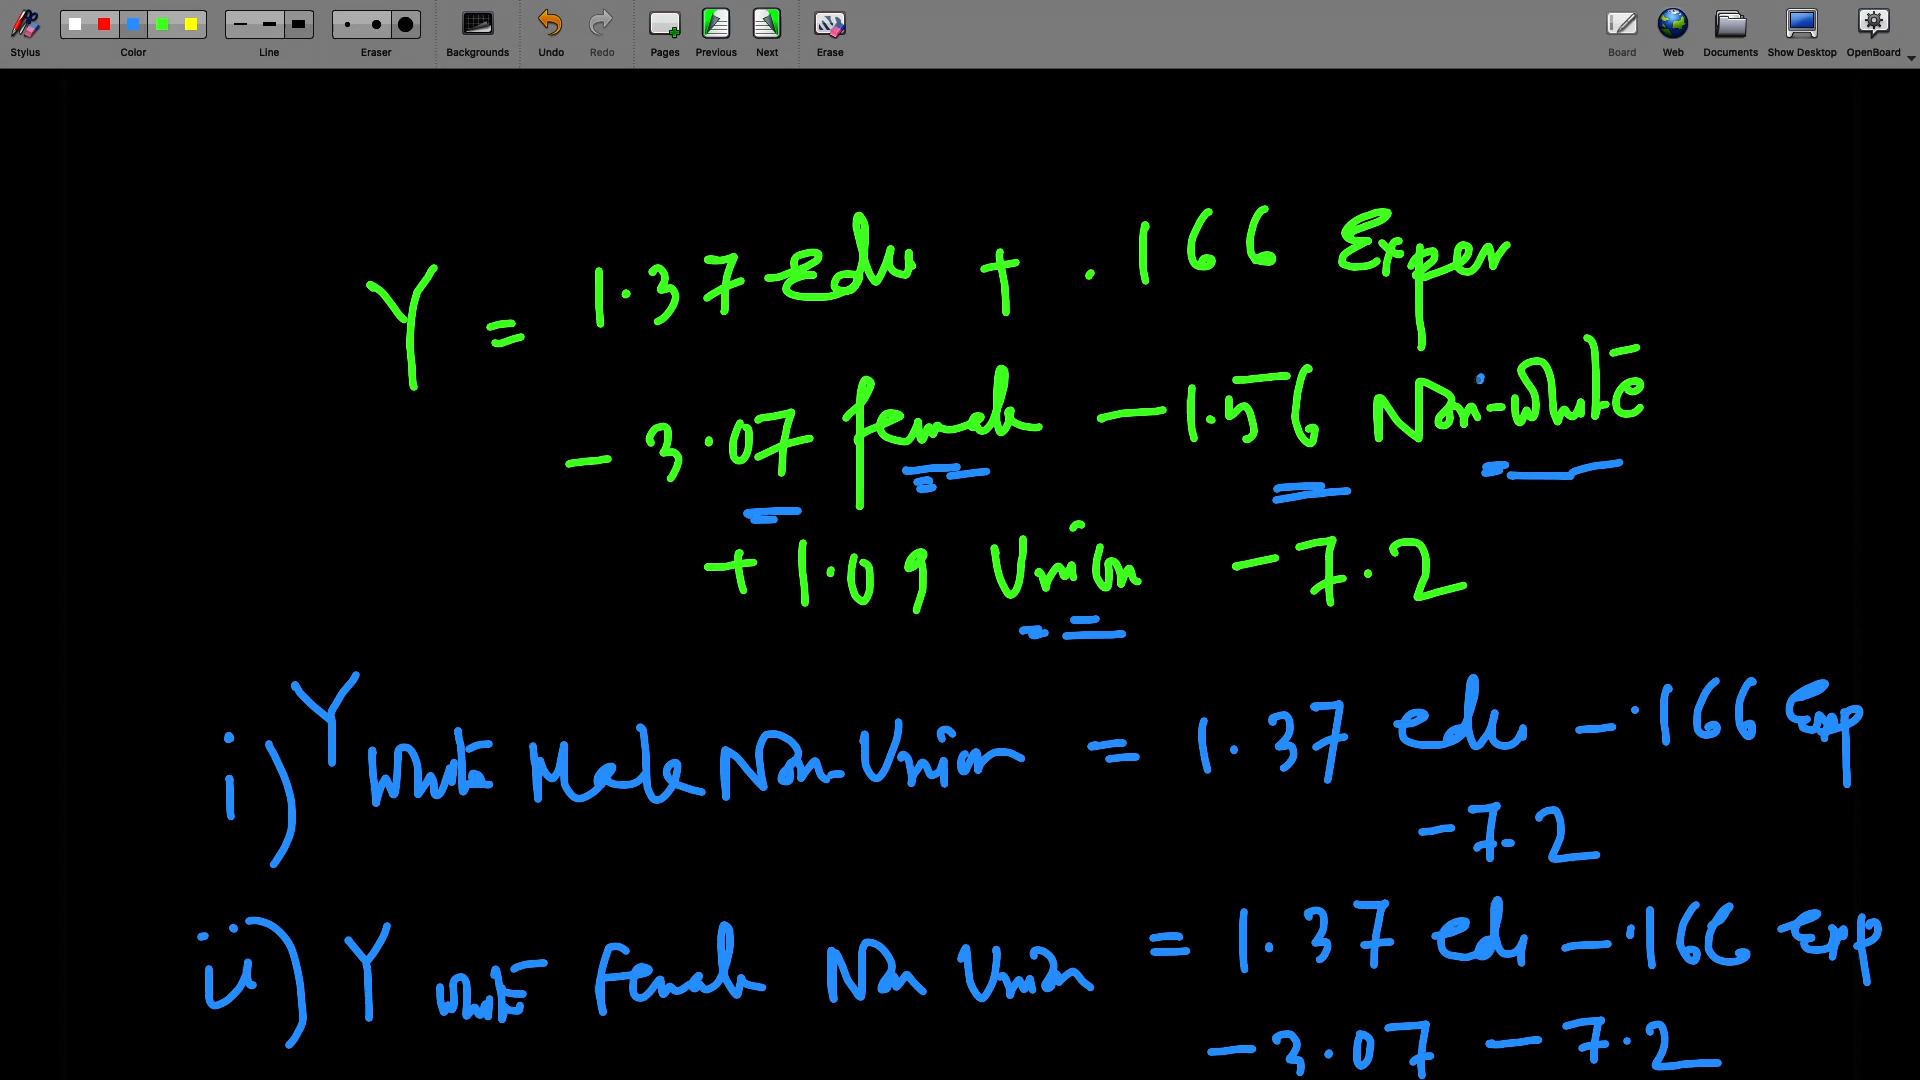 Stylus Color Line Eraser Backgrounds Undo Redo Pages Previous Next Erase Board Web Documents Show Desktop OpenBoard
Y = 1.37 Edu + .166 Exper
- 3.07 female - 1.56 Non-White
+ 1.09 Union - 7.2
i) Y White Male Non Union = 1.37 edu - .166 Exp
- 7.2
ii) Y White Female Non Union = 1.37 edu - .166 Exp
- 3.07 - 7.2